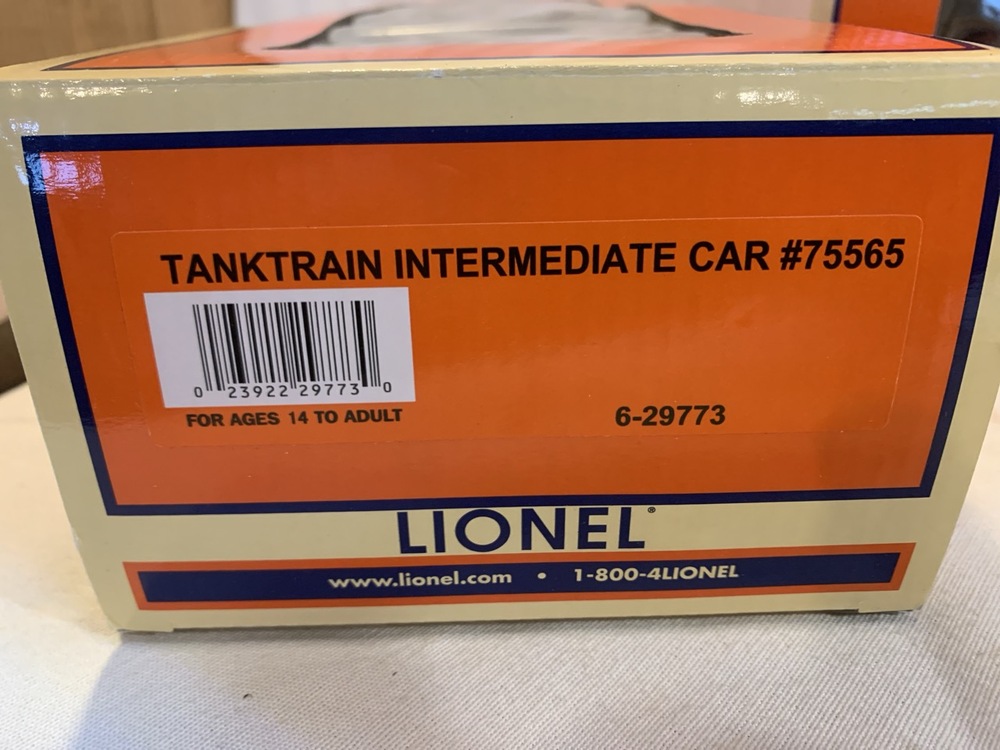 TANKTRAIN INTERMEDIATE CAR #75565
0 23922 29773 0
FOR AGES 14 TO ADULT
6-29773
LIONEL®
www.lionel.com • 1-800-4LIONEL